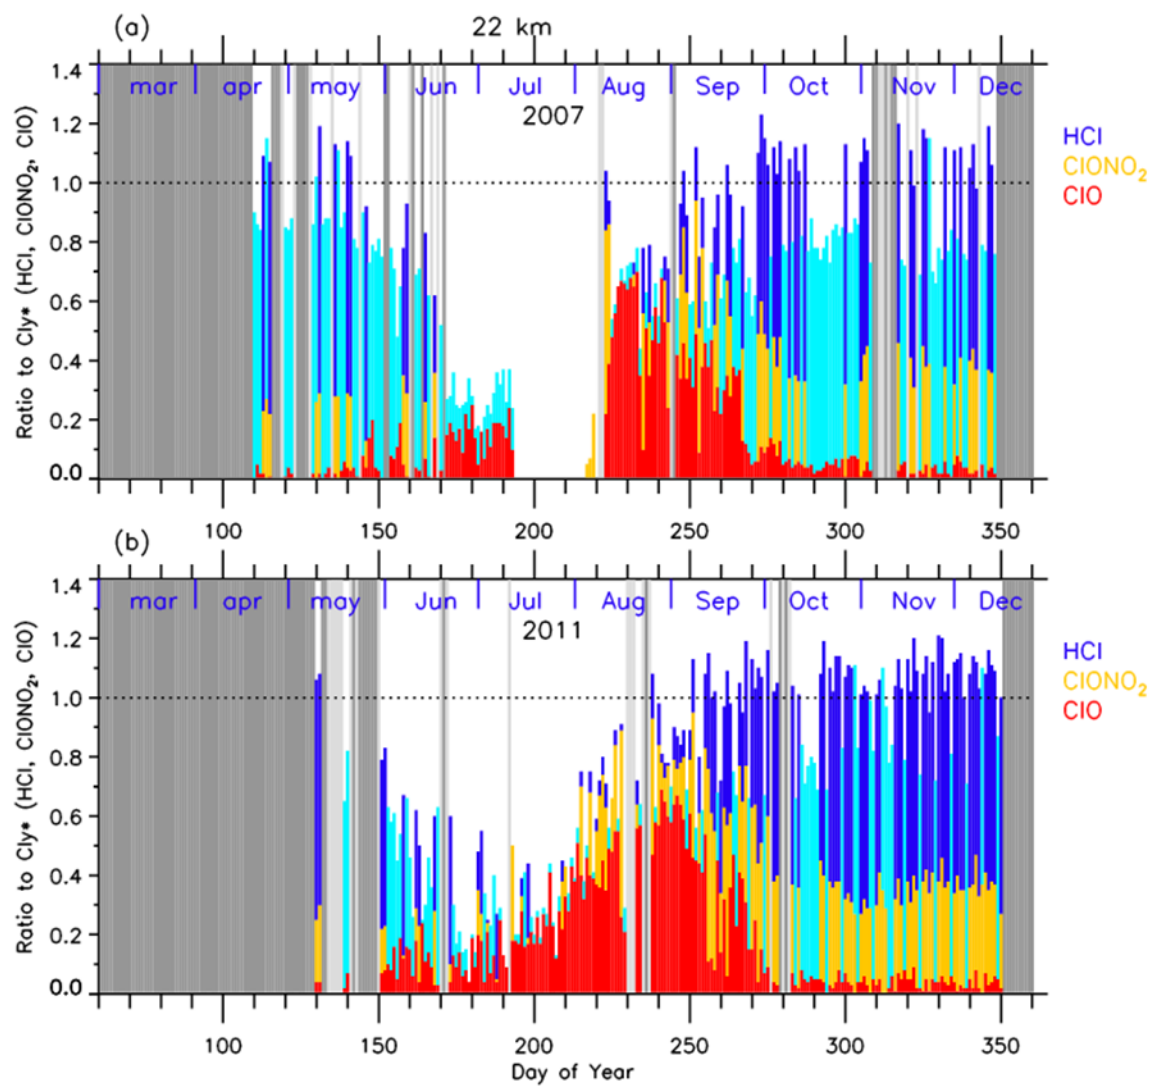 (a)
22 km
1.4
1.2
1.0
0.8
0.6
0.4
0.2
0.0
Ratio to Cly* (HCl, ClONO2, ClO)
mar apr may Jun Jul Aug Sep Oct Nov Dec
2007
HCl
ClONO2
ClO
100 150 200 250 300 350
(b)
1.4
1.2
1.0
0.8
0.6
0.4
0.2
0.0
Ratio to Cly* (HCl, ClONO2, ClO)
mar apr may Jun Jul Aug Sep Oct Nov Dec
2011
HCl
ClONO2
ClO
100 150 200 250 300 350
Day of Year